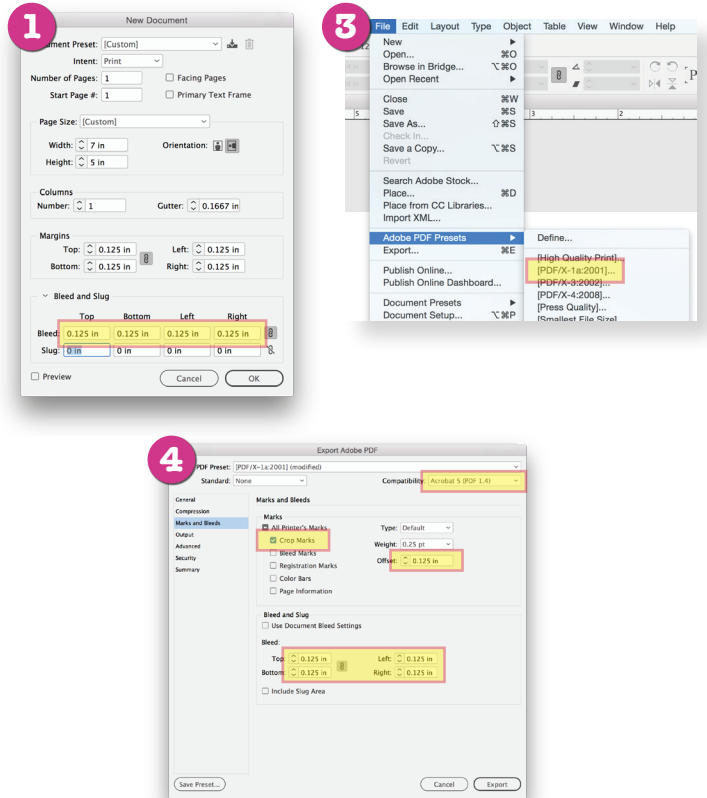 1
New Document
ument Preset: [Custom]
Intent: Print
Number of Pages: 1
Facing Pages
Start Page #: 1
Primary Text Frame
Page Size: [Custom]
Width: 7 in
Orientation:
Height: 5 in
Columns
Number: 1
Gutter: 0.1667 in
Margins
Top: 0.125 in
Left: 0.125 in
Bottom: 0.125 in
Right: 0.125 in
Bleed and Slug
Top Bottom Left Right
Bleed: 0.125 in 0.125 in 0.125 in 0.125 in
Slug: 0 in 0 in 0 in 0 in
Preview
Cancel
OK
3
File Edit Layout Type Object Table View Window Help
New
Open... ⌘O
Browse in Bridge... ⌥⌘O
Open Recent
Close ⌘W
Save ⌘S
Save As... ⇧⌘S
Check In...
Save a Copy... ⌥⌘S
Revert
Search Adobe Stock...
Place... ⌘D
Place from CC Libraries...
Import XML...
Adobe PDF Presets
Export... ⌘E
Publish Online...
Publish Online Dashboard...
Document Presets
Document Setup... ⌥⌘P
5
3
2
P
Define...
[High Quality Print]...
[PDF/X-1a:2001]...
[PDF/X-3:2002]...
[PDF/X-4:2008]...
[Press Quality]...
[Smallest File Size]
4
Export Adobe PDF
PDF Preset: [PDF/X-1a:2001] (modified)
Standard: None
Compatibility: Acrobat 5 (PDF 1.4)
General
Compression
Marks and Bleeds
Output
Advanced
Security
Summary
Marks and Bleeds
Marks
All Printer's Marks
Crop Marks
Bleed Marks
Registration Marks
Color Bars
Page Information
Type: Default
Weight: 0.25 pt
Offset: 0.125 in
Bleed and Slug
Use Document Bleed Settings
Bleed:
Top: 0.125 in
Left: 0.125 in
Bottom: 0.125 in
Right: 0.125 in
Include Slug Area
Save Preset...
Cancel
Export